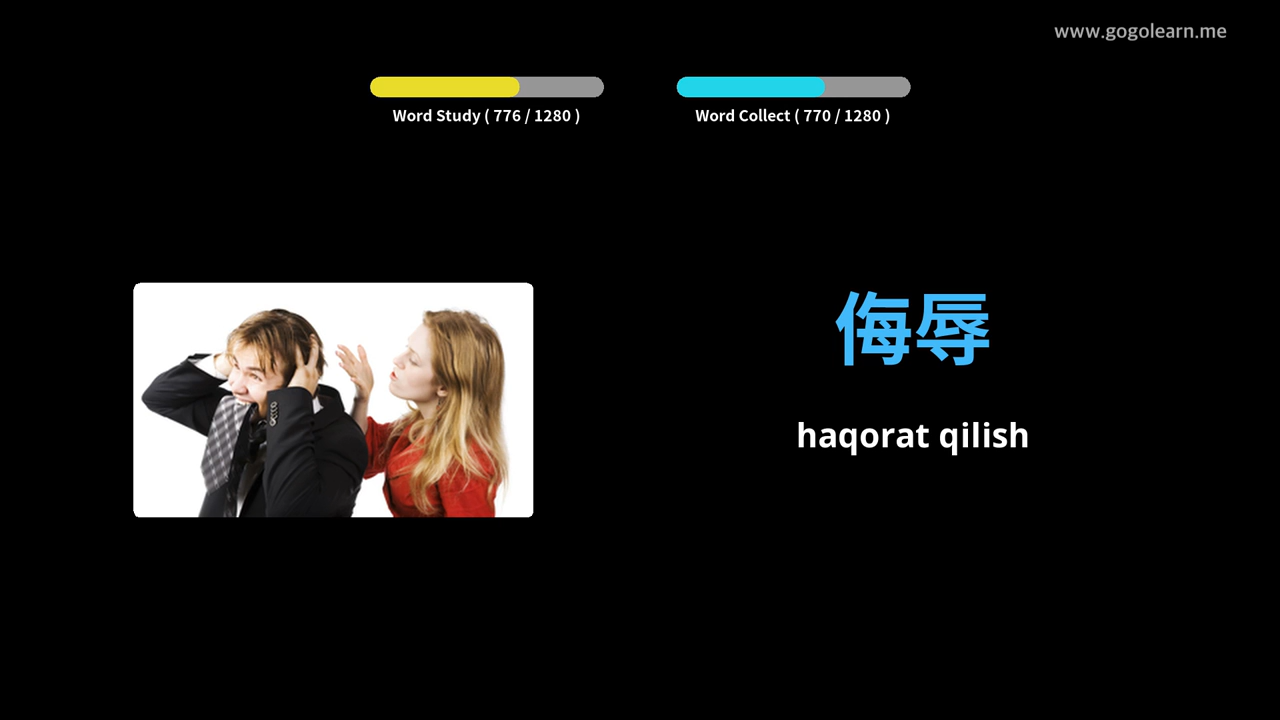 www.gogolearn.me
Word Study ( 776 / 1280 )
Word Collect ( 770 / 1280 )
侮辱
haqorat qilish